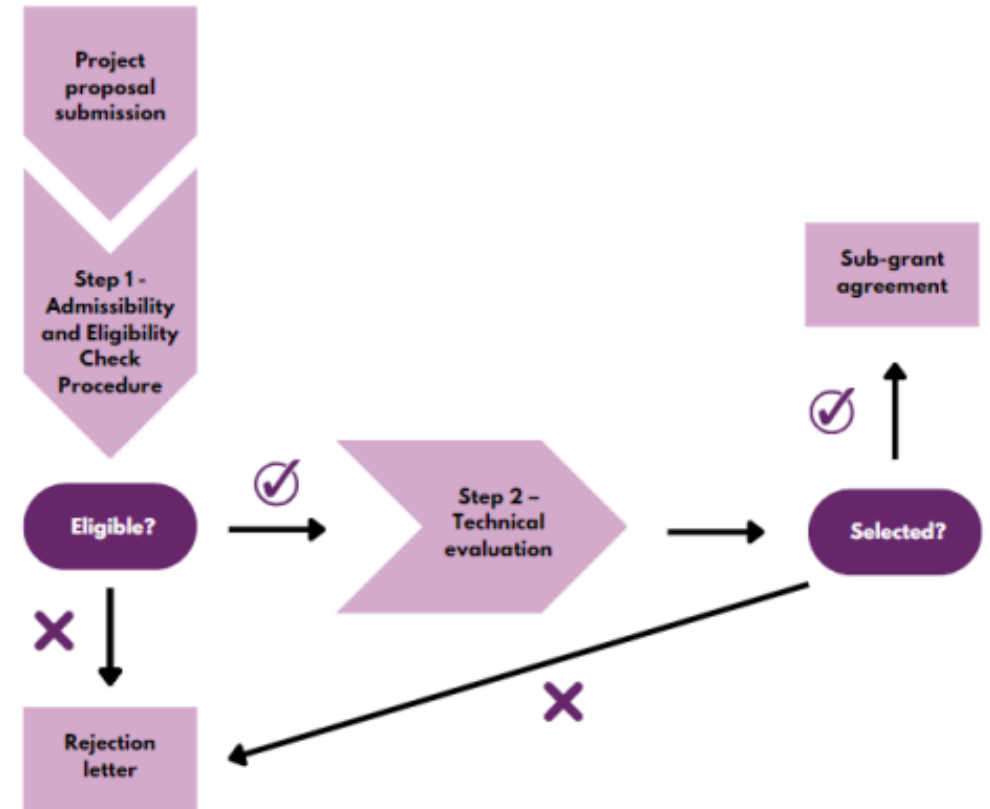 Project
proposal
submission
Step 1 -
Admissibility
and Eligibility
Check
Procedure
Eligible?
Step 2 –
Technical
evaluation
Selected?
Sub-grant
agreement
Rejection
letter